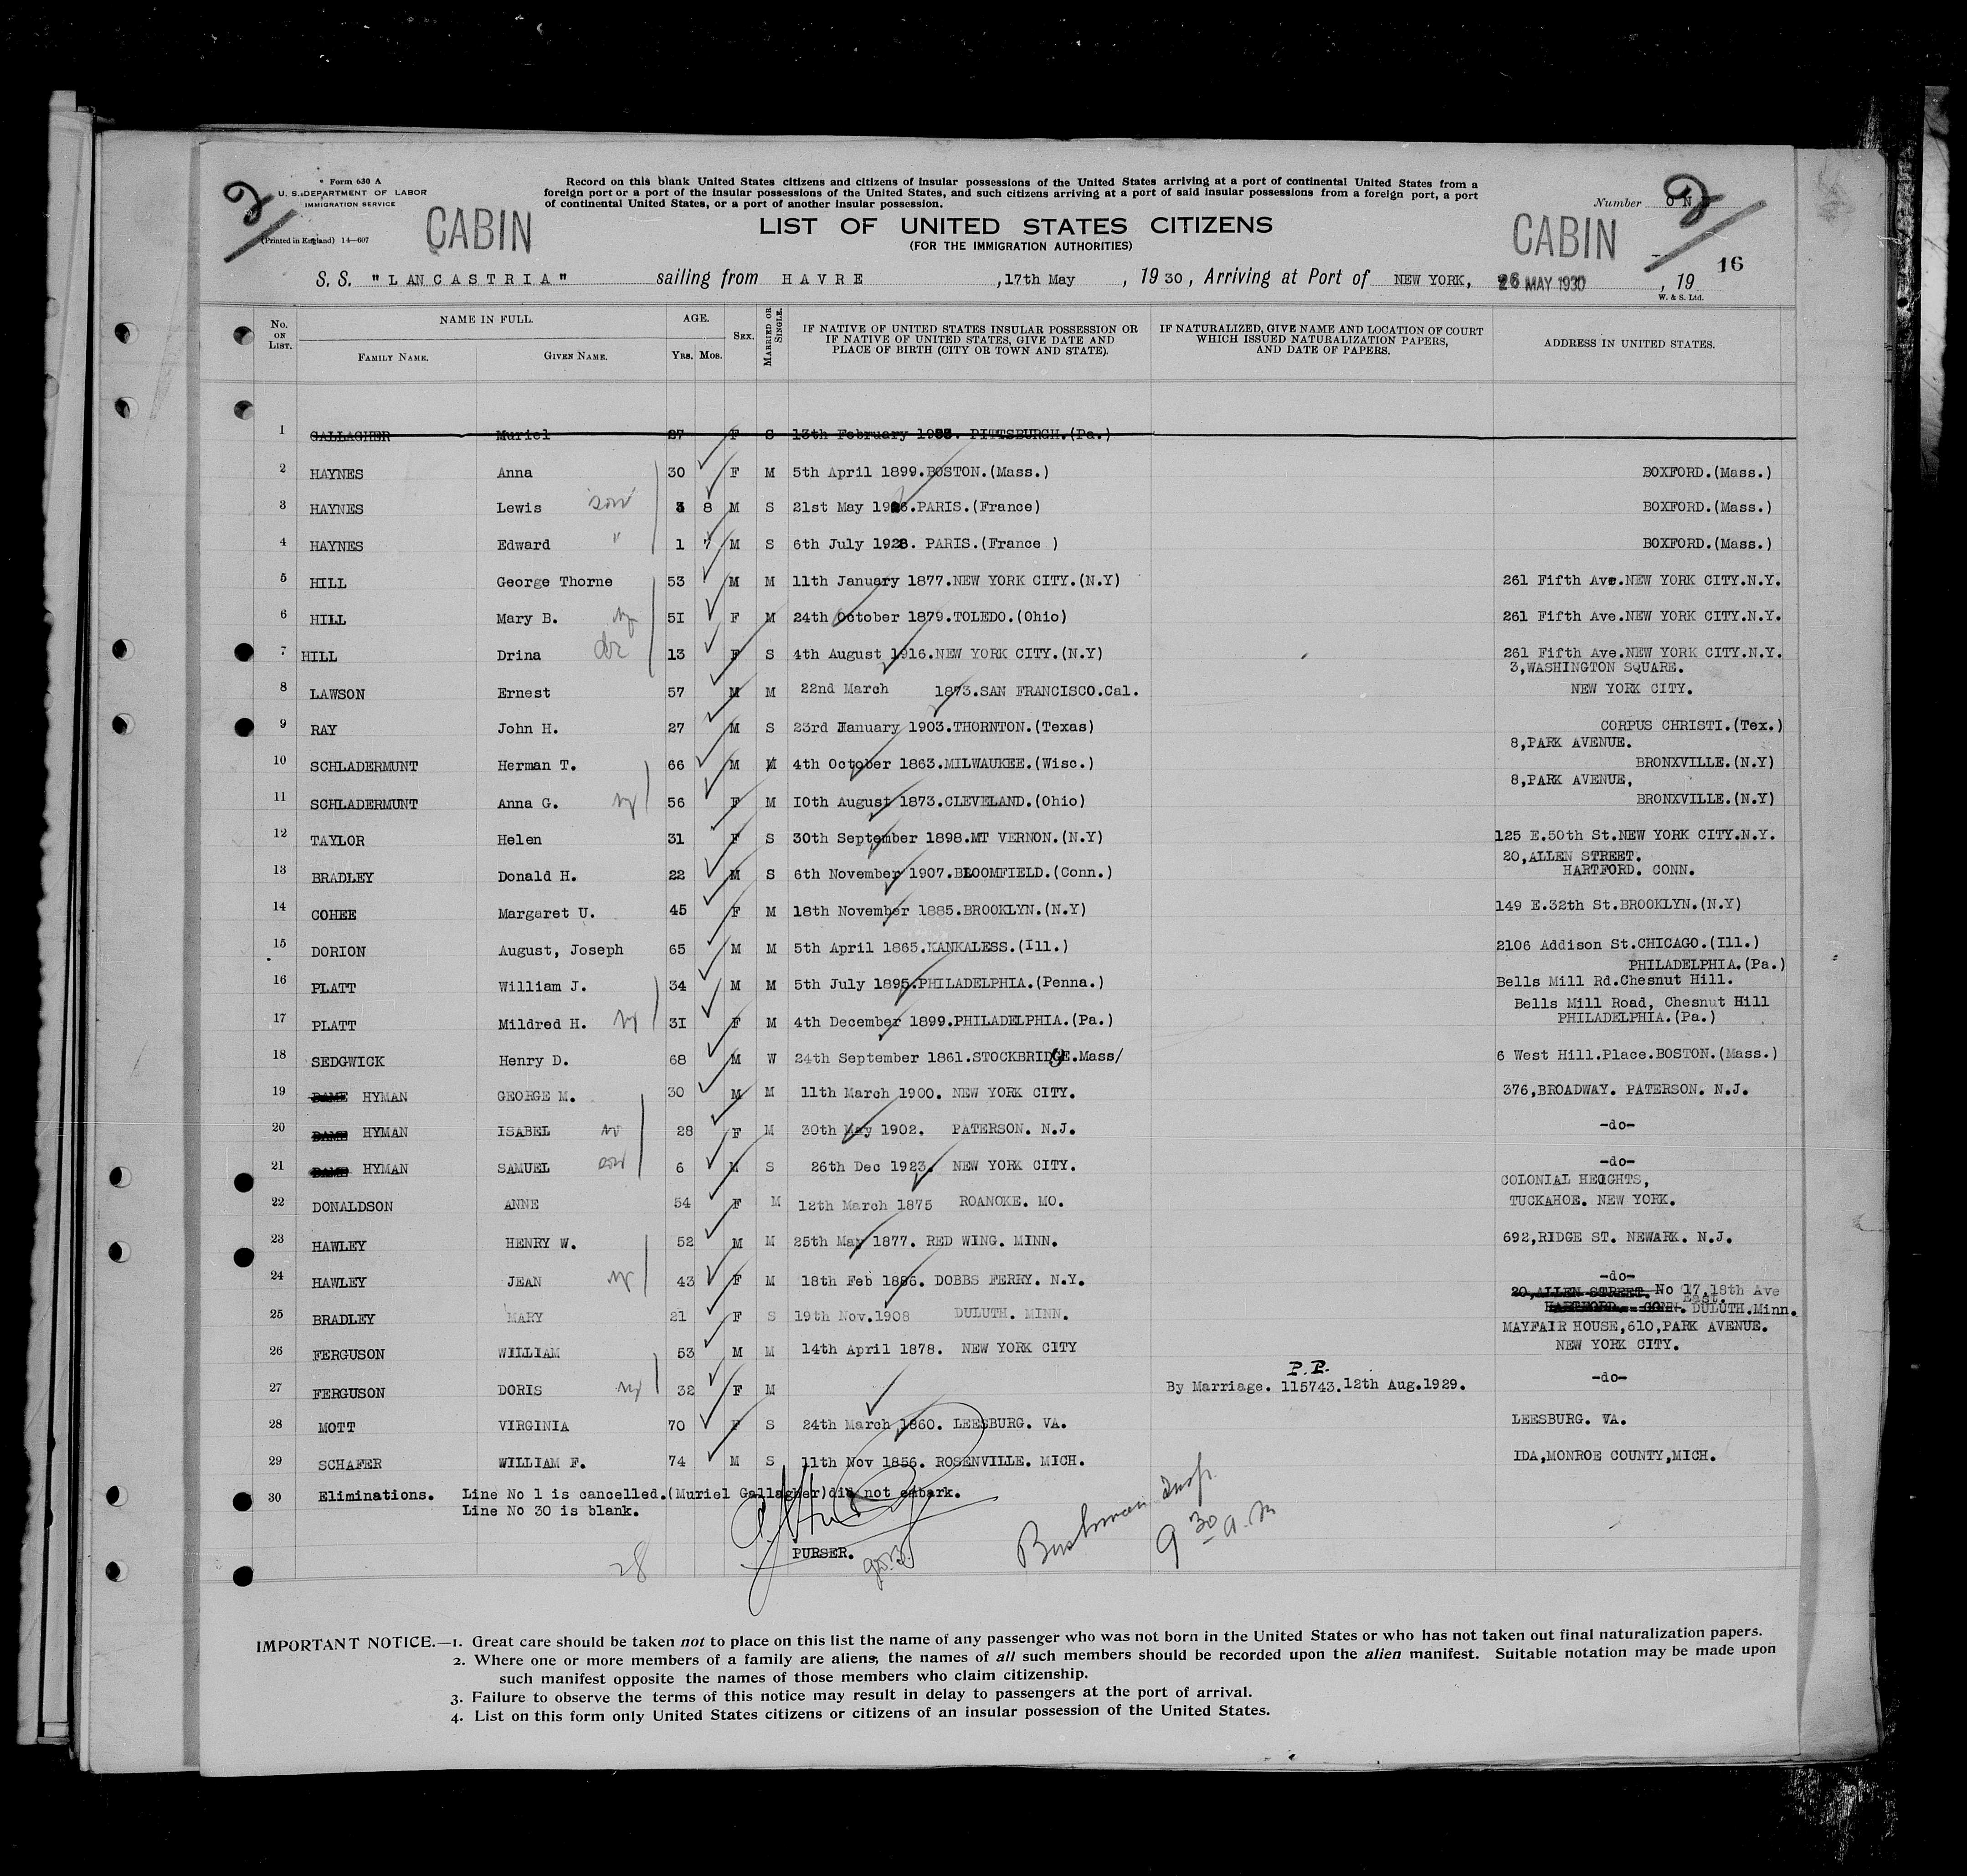 Form 630 A
U. S. DEPARTMENT OF LABOR
IMMIGRATION SERVICE
(Printed in England) 14—607
2
CABIN
Record on this blank United States citizens and citizens of insular possessions of the United States arriving at a port of continental United States from a
foreign port or a port of the insular possessions of the United States, and such citizens arriving at a port of said insular possessions from a foreign port, a port
of continental United States, or a port of another insular possession.
LIST OF UNITED STATES CITIZENS
(FOR THE IMMIGRATION AUTHORITIES)
Number
2
CABIN
16
S. S. "LANCASTRIA" sailing from HAVRE ,17th May , 19 30, Arriving at Port of NEW YORK, 26 MAY 1930 , 19
W. & S. Ltd.
No. ON LIST. NAME IN FULL. AGE. SEX. MARRIED OR SINGLE. IF NATIVE OF UNITED STATES INSULAR POSSESSION OR IF NATIVE OF UNITED STATES, GIVE DATE AND PLACE OF BIRTH (CITY OR TOWN AND STATE). IF NATURALIZED, GIVE NAME AND LOCATION OF COURT WHICH ISSUED NATURALIZATION PAPERS, AND DATE OF PAPERS. ADDRESS IN UNITED STATES.
FAMILY NAME. GIVEN NAME. Yrs. Mos.
1 GALLAGHER Muriel 27 F S 13th February 1903. PITTSBURGH.(Pa.)
2 HAYNES Anna 30 F M 5th April 1899.BOSTON.(Mass.) BOXFORD.(Mass.)
3 HAYNES Lewis son 3 8 M S 21st May 1926.PARIS.(France) BOXFORD.(Mass.)
4 HAYNES Edward " 1 7 M S 6th July 1928. PARIS.(France ) BOXFORD.(Mass.)
5 HILL George Thorne 53 M M 11th January 1877.NEW YORK CITY.(N.Y) 261 Fifth Ave.NEW YORK CITY.N.Y.
6 HILL Mary B. 5I F M 24th October 1879.TOLEDO.(Ohio) 261 Fifth Ave.NEW YORK CITY.N.Y.
7 HILL Drina 13 F S 4th August 1916.NEW YORK CITY.(N.Y) 261 Fifth Ave.NEW YORK CITY.N.Y.
3,WASHINGTON SQUARE.
8 LAWSON Ernest 57 M M 22nd March 1873.SAN FRANCISCO.Cal. NEW YORK CITY.
9 RAY John H. 27 M S 23rd January 1903.THORNTON.(Texas) CORPUS CHRISTI.(Tex.)
8,PARK AVENUE.
10 SCHLADERMUNT Herman T. 66 M M 4th October 1863.MILWAUKEE.(Wisc.) BRONXVILLE.(N.Y)
8,PARK AVENUE,
11 SCHLADERMUNT Anna G. 56 F M I0th August 1873.CLEVELAND.(Ohio) BRONXVILLE.(N.Y)
12 TAYLOR Helen 31 F S 30th September 1898.MT VERNON.(N.Y) 125 E.50th St.NEW YORK CITY.N.Y.
20,ALLEN STREET.
13 BRADLEY Donald H. 22 M S 6th November 1907.BLOOMFIELD.(Conn.) HARTFORD. CONN.
14 COHEE Margaret U. 45 F M 18th November 1885.BROOKLYN.(N.Y) 149 E.32th St.BROOKLYN.(N.Y)
15 DORION August, Joseph 65 M M 5th April 1865.KANKALESS.(Ill.) 2106 Addison St.CHICAGO.(Ill.)
PHILADELPHIA.(Pa.)
16 PLATT William J. 34 M M 5th July 1895.PHILADELPHIA.(Penna.) Bells Mill Rd.Chesnut Hill.
Bells Mill Road, Chesnut Hill
17 PLATT Mildred H. 3I F M 4th December 1899.PHILADELPHIA.(Pa.) PHILADELPHIA.(Pa.)
18 SEDGWICK Henry D. 68 M W 24th September 1861.STOCKBRIDGE.Mass/ 6 West Hill.Place.BOSTON.(Mass.)
19 DAME HYMAN GEORGE M. 30 M M 11th March 1900. NEW YORK CITY. 376,BROADWAY. PATERSON. N.J.
20 DAME HYMAN ISABEL 28 F M 30th May 1902. PATERSON. N.J. -do-
21 DAME HYMAN SAMUEL son 6 M S 26th Dec 1923. NEW YORK CITY. -do-
COLONIAL HEIGHTS,
22 DONALDSON ANNE 54 F M 12th March 1875 ROANOKE. MO. TUCKAHOE. NEW YORK.
23 HAWLEY HENRY W. 52 M M 25th May 1877. RED WING. MINN. 692,RIDGE ST. NEWARK. N.J.
24 HAWLEY JEAN 43 F M 18th Feb 1886. DOBBS FERRY. N.Y. -do-
20,ALLEN STREET. No 17,18th Ave East.
25 BRADLEY MARY 21 F S 19th Nov.1908 DULUTH. MINN. HARTFORD. CONN. DULUTH.Minn.
MAYFAIR HOUSE,610,PARK AVENUE.
26 FERGUSON WILLIAM 53 M M 14th April 1878. NEW YORK CITY NEW YORK CITY.
P.P.
27 FERGUSON DORIS 32 F M By Marriage. 115743.12th Aug.1929. -do-
28 MOTT VIRGINIA 70 F S 24th March 1860. LEESBURG. VA. LEESBURG. VA.
29 SCHAFER WILLIAM F. 74 M S 11th Nov 1856. ROSENVILLE. MICH. IDA,MONROE COUNTY,MICH.
30 Eliminations. Line No 1 is cancelled.(Muriel Gallagher)did not embark.
Line No 30 is blank.
PURSER.
28
Bushman Insp.
9 30 a.m
IMPORTANT NOTICE.—1. Great care should be taken not to place on this list the name of any passenger who was not born in the United States or who has not taken out final naturalization papers.
2. Where one or more members of a family are aliens, the names of all such members should be recorded upon the alien manifest. Suitable notation may be made upon
such manifest opposite the names of those members who claim citizenship.
3. Failure to observe the terms of this notice may result in delay to passengers at the port of arrival.
4. List on this form only United States citizens or citizens of an insular possession of the United States.